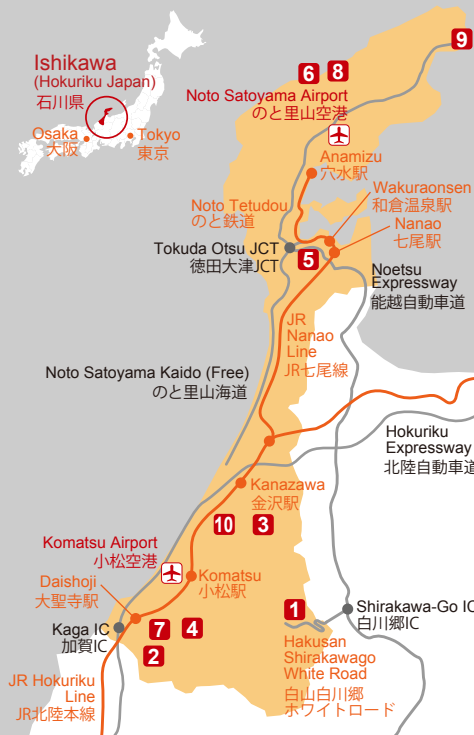 Ishikawa
(Hokuriku Japan)
石川県
Osaka
大阪
Tokyo
東京
9
6
8
Noto Satoyama Airport
のと里山空港
Anamizu
穴水駅
Noto Tetudou
のと鉄道
Wakuraonsen
和倉温泉駅
Nanao
七尾駅
Tokuda Otsu JCT
徳田大津JCT
5
Noetsu
Expressway
能越自動車道
JR
Nanao
Line
JR七尾線
Noto Satoyama Kaido (Free)
のと里山海道
Hokuriku
Expressway
北陸自動車道
Kanazawa
金沢駅
10
3
Komatsu Airport
小松空港
Komatsu
小松駅
Daishoji
大聖寺駅
Kaga IC
加賀IC
7
4
2
1
Shirakawa-Go IC
白川郷IC
Hakusan
Shirakawago
White Road
白山白川郷
ホワイトロード
JR Hokuriku
Line
JR北陸本線